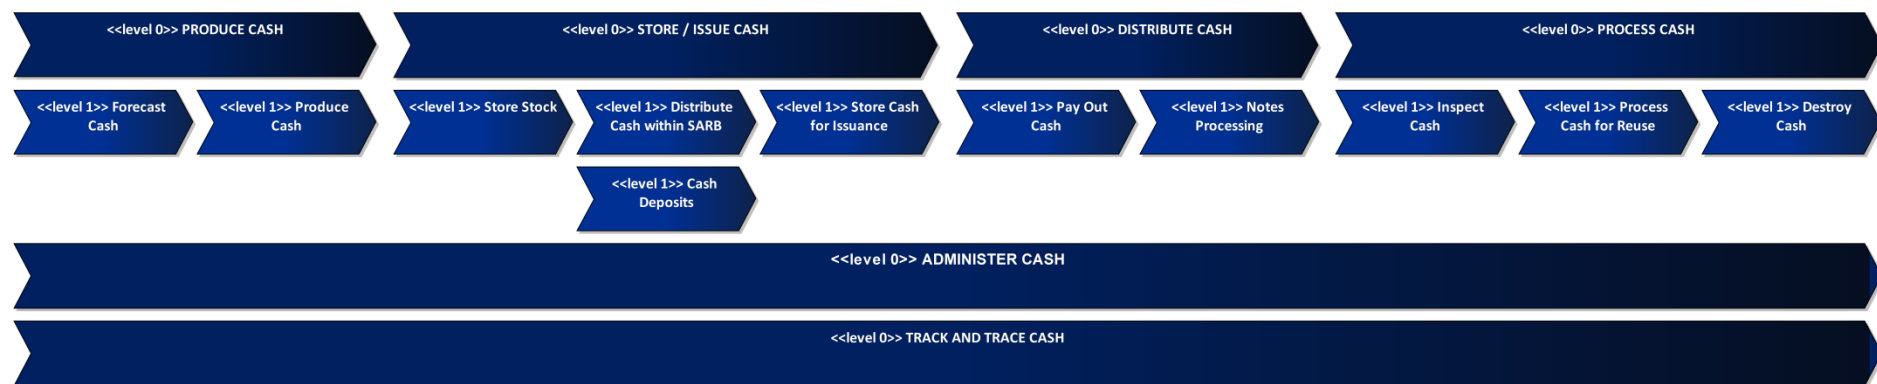 <<level 0>> PRODUCE CASH
<<level 0>> STORE / ISSUE CASH
<<level 0>> DISTRIBUTE CASH
<<level 0>> PROCESS CASH
<<level 1>> Forecast
Cash
<<level 1>> Produce
Cash
<<level 1>> Store Stock
<<level 1>> Distribute
Cash within SARB
<<level 1>> Store Cash
for Issuance
<<level 1>> Pay Out
Cash
<<level 1>> Notes
Processing
<<level 1>> Inspect
Cash
<<level 1>> Process
Cash for Reuse
<<level 1>> Destroy
Cash
<<level 1>> Cash
Deposits
<<level 0>> ADMINISTER CASH
<<level 0>> TRACK AND TRACE CASH